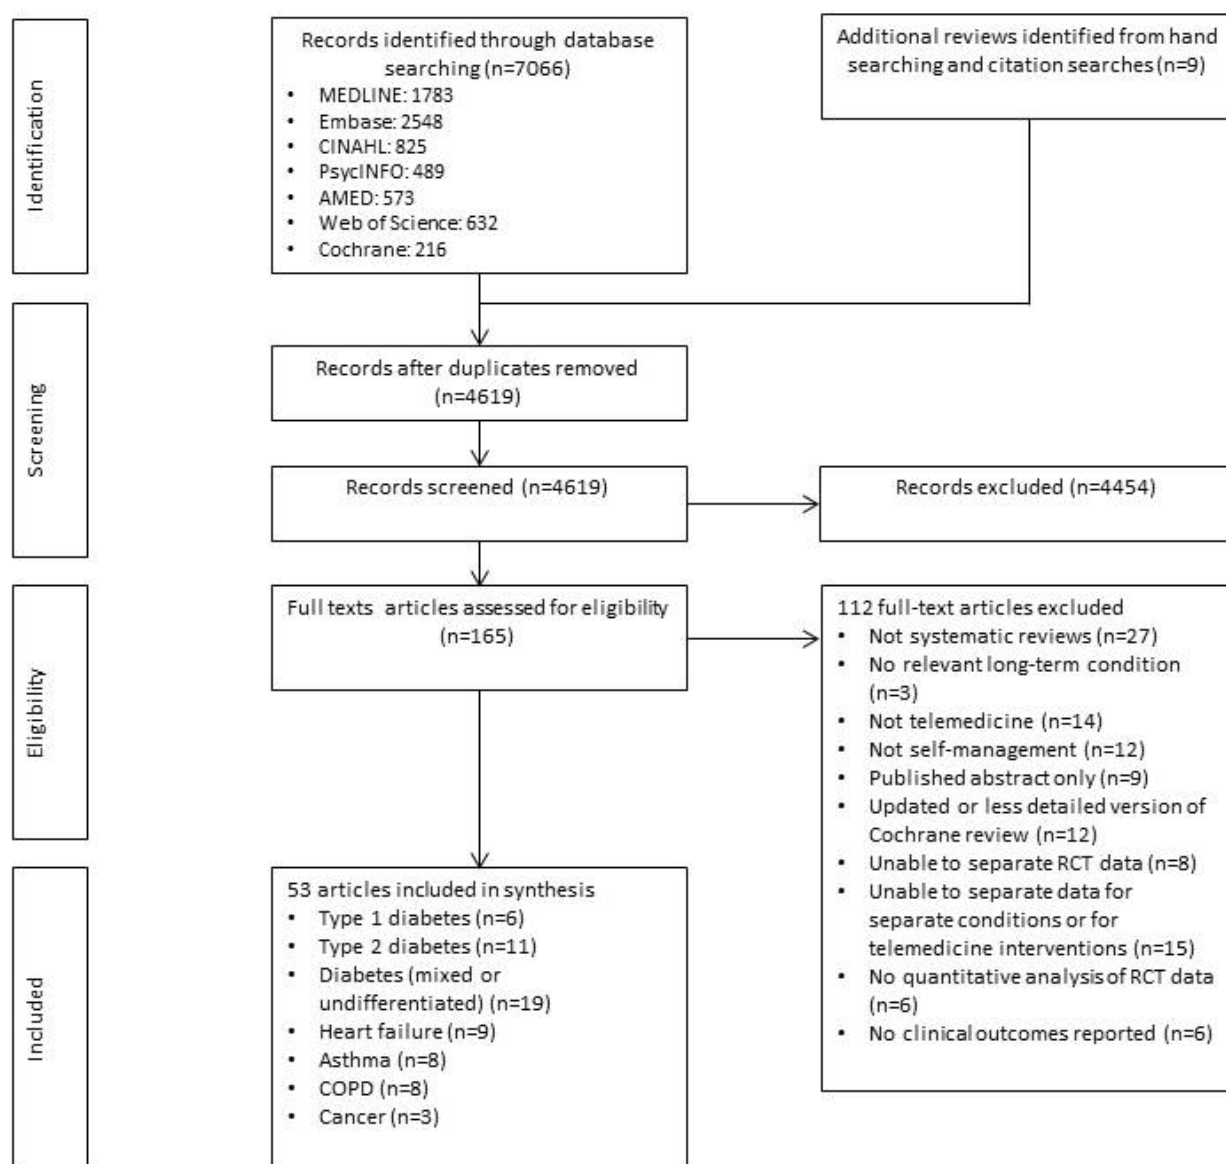 Identification
Records identified through database
searching (n=7066)
• MEDLINE: 1783
• Embase: 2548
• CINAHL: 825
• PsycINFO: 489
• AMED: 573
• Web of Science: 632
• Cochrane: 216
Additional reviews identified from hand
searching and citation searches (n=9)
Screening
Records after duplicates removed
(n=4619)
Records screened (n=4619)
Records excluded (n=4454)
Eligibility
Full texts articles assessed for eligibility
(n=165)
112 full-text articles excluded
• Not systematic reviews (n=27)
• No relevant long-term condition
(n=3)
• Not telemedicine (n=14)
• Not self-management (n=12)
• Published abstract only (n=9)
• Updated or less detailed version of
Cochrane review (n=12)
• Unable to separate RCT data (n=8)
• Unable to separate data for
separate conditions or for
telemedicine interventions (n=15)
• No quantitative analysis of RCT data
(n=6)
• No clinical outcomes reported (n=6)
Included
53 articles included in synthesis
• Type 1 diabetes (n=6)
• Type 2 diabetes (n=11)
• Diabetes (mixed or
undifferentiated) (n=19)
• Heart failure (n=9)
• Asthma (n=8)
• COPD (n=8)
• Cancer (n=3)